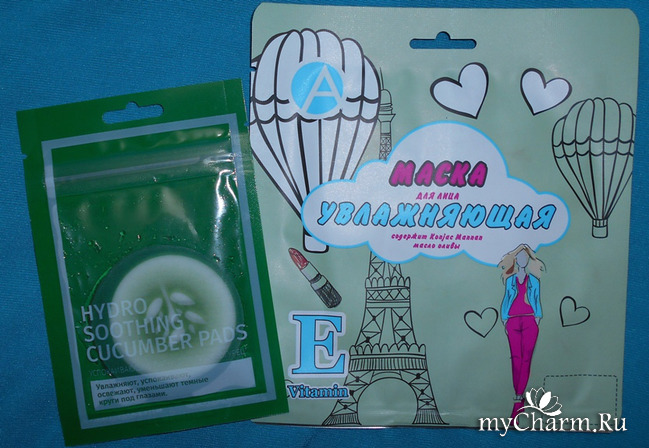 HYDRO
SOOTHING
CUCUMBER PADS
Увлажняют,
освежают, уменьшают темные
круги под глазами.
A
МАСКА
ДЛЯ ЛИЦА
УВЛАЖНЯЮЩАЯ
содержит Konjac Mannan
масло оливы
E
Vitamin
myCharm.Ru